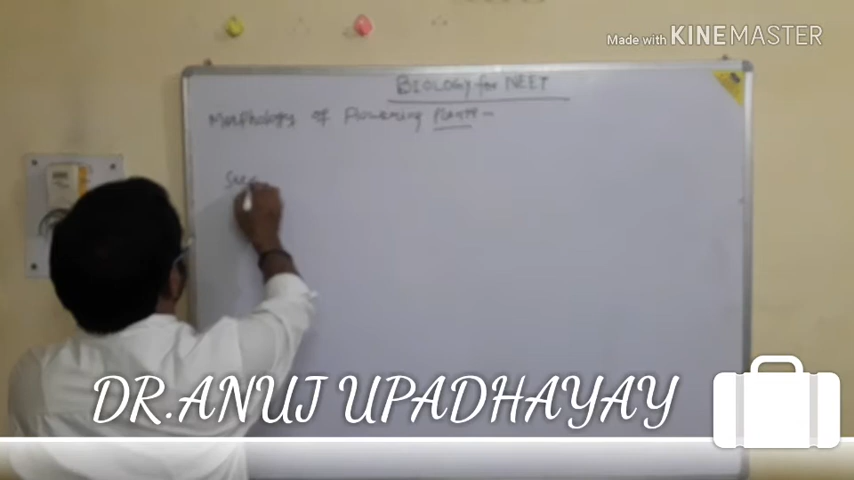 Made with KINEMASTER
BIOLOGY for NEET
Morphology of Flowering Plants -
DR.ANUJ UPADHAYAY